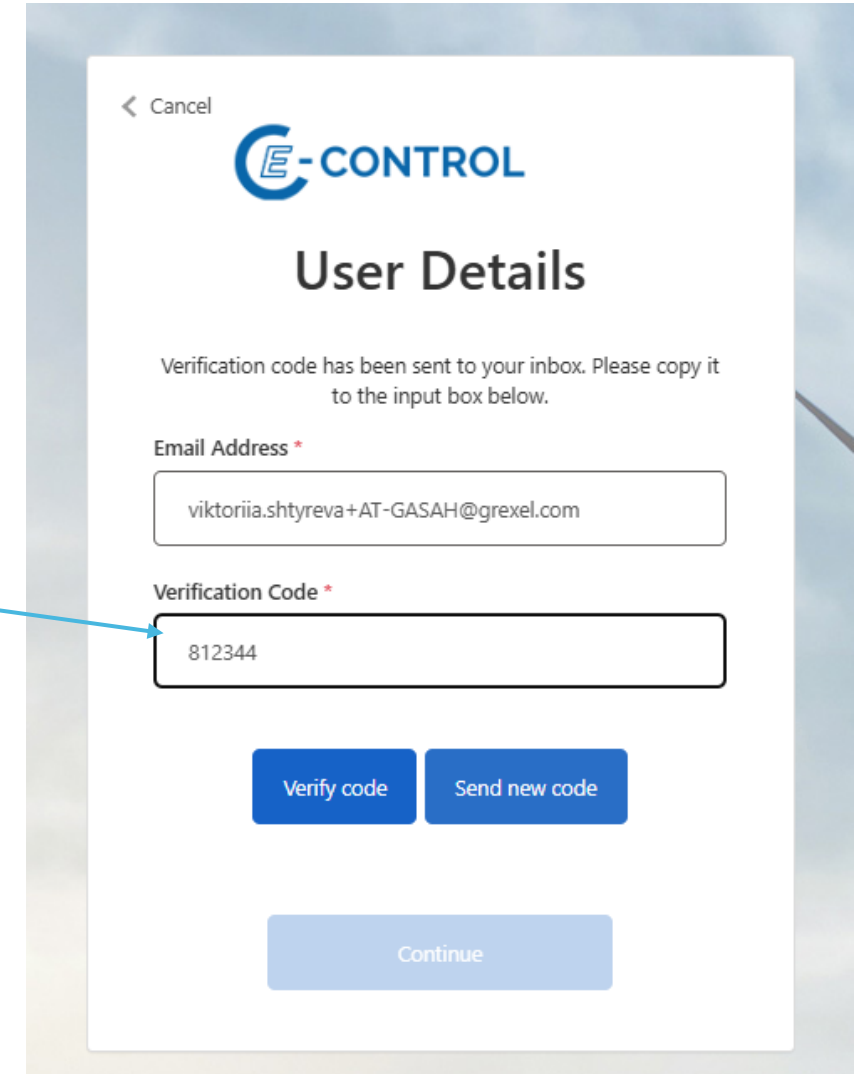 Cancel
E-CONTROL
User Details
Verification code has been sent to your inbox. Please copy it
to the input box below.
Email Address *
viktoriia.shtyreva+AT-GASAH@grexel.com
Verification Code *
812344
Verify code
Send new code
Continue